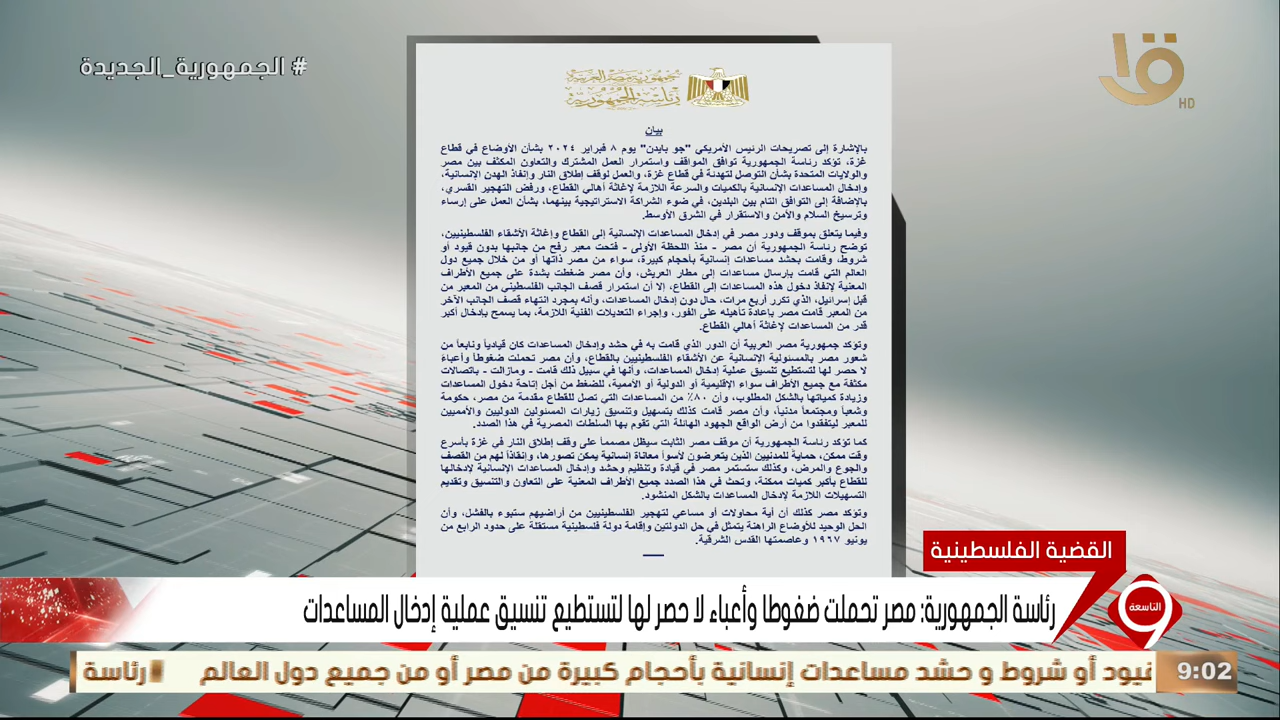 # الجمهورية_الجديدة
HD
جمهورية مصر العربية
رئاسة الجمهورية
بيان
بالإشارة إلى تصريحات الرئيس الأمريكي "جو بايدن" يوم ٨ فبراير ٢٠٢٤ بشأن الأوضاع في قطاع
غزة، تؤكد رئاسة الجمهورية توافق المواقف واستمرار العمل المشترك والتعاون المكثف بين مصر
والولايات المتحدة بشأن التوصل لتهدئة في قطاع غزة، والعمل لوقف إطلاق النار وإنفاذ الهدن الإنسانية،
وإدخال المساعدات الإنسانية بالكميات والسرعة اللازمة لإغاثة أهالي القطاع، ورفض التهجير القسري،
بالإضافة إلى التوافق التام بين البلدين، في ضوء الشراكة الاستراتيجية بينهما، بشأن العمل على إرساء
وترسيخ السلام والأمن والاستقرار في الشرق الأوسط.
وفيما يتعلق بموقف ودور مصر في إدخال المساعدات الإنسانية إلى القطاع وإغاثة الأشقاء الفلسطينيين،
توضح رئاسة الجمهورية أن مصر - منذ اللحظة الأولى - فتحت معبر رفح من جانبها بدون قيود أو
شروط، وقامت بحشد مساعدات إنسانية بأحجام كبيرة، سواء من مصر ذاتها أو من خلال جميع دول
العالم التي قامت بإرسال مساعدات إلى مطار العريش، وأن مصر ضغطت بشدة على جميع الأطراف
المعنية لإنفاذ دخول هذه المساعدات إلى القطاع، إلا أن استمرار قصف الجانب الفلسطيني من المعبر من
قبل إسرائيل، الذي تكرر أربع مرات، حال دون إدخال المساعدات، وأنه بمجرد انتهاء قصف الجانب الآخر
من المعبر قامت مصر بإعادة تأهيله على الفور، وإجراء التعديلات الفنية اللازمة، بما يسمح بإدخال أكبر
قدر من المساعدات لإغاثة أهالي القطاع.
وتؤكد جمهورية مصر العربية أن الدور الذي قامت به في حشد وإدخال المساعدات كان قيادياً ونابعاً من
شعور مصر بالمسئولية الإنسانية عن الأشقاء الفلسطينيين بالقطاع، وأن مصر تحملت ضغوطاً وأعباءً
لا حصر لها لتستطيع تنسيق عملية إدخال المساعدات، وأنها في سبيل ذلك قامت - ومازالت - باتصالات
مكثفة مع جميع الأطراف سواء الإقليمية أو الدولية أو الأممية، للضغط من أجل إتاحة دخول المساعدات
وزيادة كمياتها بالشكل المطلوب، وأن ٨٠٪ من المساعدات التي تصل للقطاع مقدمة من مصر، حكومة
وشعباً ومجتمعاً مدنياً، وأن مصر قامت كذلك بتسهيل وتنسيق زيارات المسئولين الدوليين والأمميين
للمعبر ليتفقدوا من أرض الواقع الجهود الهائلة التي تقوم بها السلطات المصرية في هذا الصدد.
كما تؤكد رئاسة الجمهورية أن موقف مصر الثابت سيظل مصمماً على وقف إطلاق النار في غزة بأسرع
وقت ممكن، حمايةً للمدنيين الذين يتعرضون لأسوأ معاناة إنسانية يمكن تصورها، وإنقاذاً لهم من القصف
والجوع والمرض، وكذلك ستستمر مصر في قيادة وتنظيم وحشد وإدخال المساعدات الإنسانية لإدخالها
للقطاع بأكبر كميات ممكنة، وتحث في هذا الصدد جميع الأطراف المعنية على التعاون والتنسيق وتقديم
التسهيلات اللازمة لإدخال المساعدات بالشكل المنشود.
وتؤكد مصر كذلك أن أية محاولات أو مساعي لتهجير الفلسطينيين من أراضيهم ستبوء بالفشل، وأن
الحل الوحيد للأوضاع الراهنة يتمثل في حل الدولتين وإقامة دولة فلسطينية مستقلة على حدود الرابع من
يونيو ١٩٦٧ وعاصمتها القدس الشرقية.
القضية الفلسطينية
التاسعة
رئاسة الجمهورية: مصر تحملت ضغوطا وأعباء لا حصر لها لتستطيع تنسيق عملية إدخال المساعدات
9:02
قيود أو شروط و حشد مساعدات إنسانية بأحجام كبيرة من مصر أو من جميع دول العالم
رئاسة